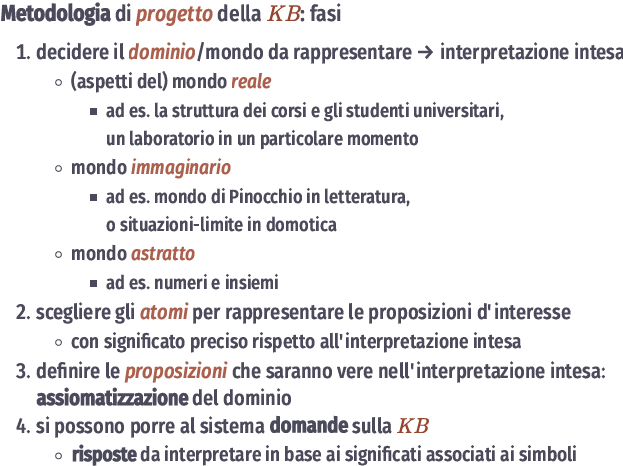 Metodologia di progetto della KB: fasi
1. decidere il dominio/mondo da rappresentare → interpretazione intesa
◦ (aspetti del) mondo reale
▪ ad es. la struttura dei corsi e gli studenti universitari,
un laboratorio in un particolare momento
◦ mondo immaginario
▪ ad es. mondo di Pinocchio in letteratura,
o situazioni-limite in domotica
◦ mondo astratto
▪ ad es. numeri e insiemi
2. scegliere gli atomi per rappresentare le proposizioni d'interesse
◦ con significato preciso rispetto all'interpretazione intesa
3. definire le proposizioni che saranno vere nell'interpretazione intesa:
assiomatizzazione del dominio
4. si possono porre al sistema domande sulla KB
◦ risposte da interpretare in base ai significati associati ai simboli